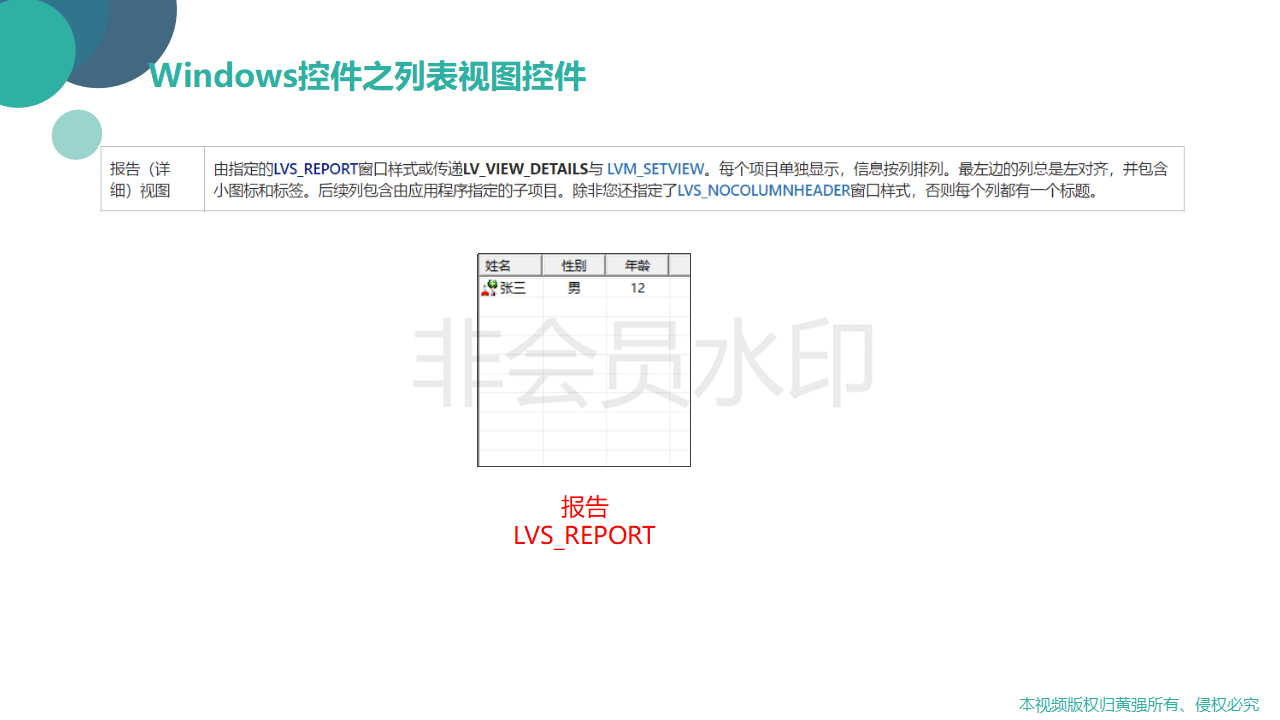 Windows控件之列表视图控件
报告（详
细）视图
由指定的LVS_REPORT窗口样式或传递LV_VIEW_DETAILS与 LVM_SETVIEW。每个项目单独显示，信息按列排列。最左边的列总是左对齐，并包含
小图标和标签。后续列包含由应用程序指定的子项目。除非您还指定了LVS_NOCOLUMNHEADER窗口样式，否则每个列都有一个标题。
姓名 性别 年龄
张三 男 12
非会员水印
报告
LVS_REPORT
本视频版权归黄强所有、侵权必究